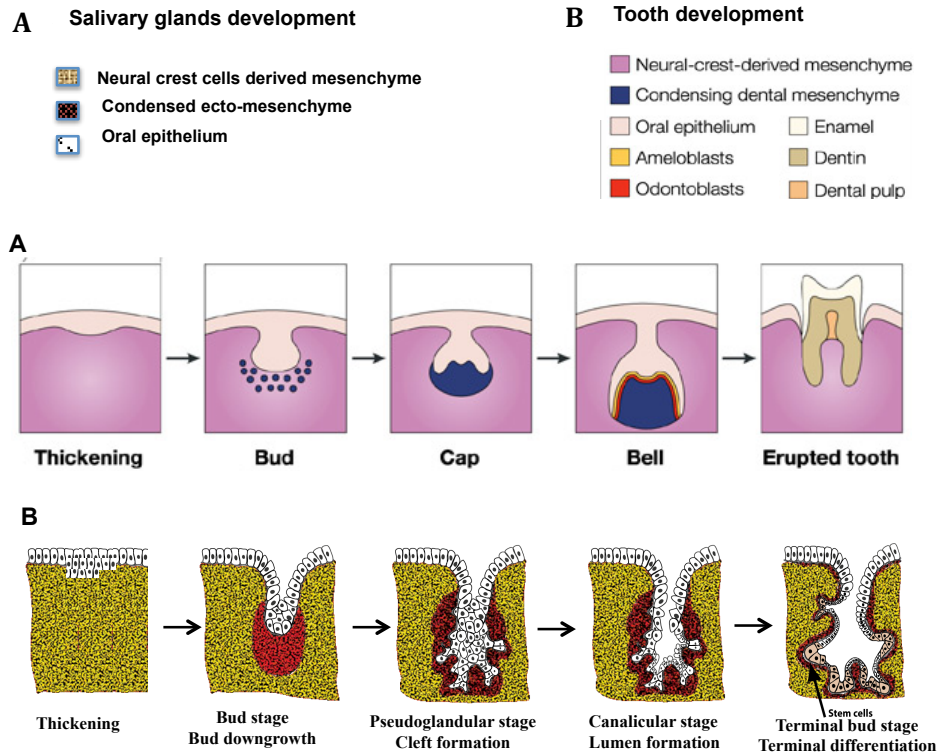 A Salivary glands development
Neural crest cells derived mesenchyme
Condensed ecto-mesenchyme
Oral epithelium
B Tooth development
Neural-crest-derived mesenchyme
Condensing dental mesenchyme
Oral epithelium
Enamel
Ameloblasts
Dentin
Odontoblasts
Dental pulp
A
Thickening
Bud
Cap
Bell
Erupted tooth
B
Thickening
Bud stage
Bud downgrowth
Pseudoglandular stage
Cleft formation
Canalicular stage
Lumen formation
Stem cells
Terminal bud stage
Terminal differentiation